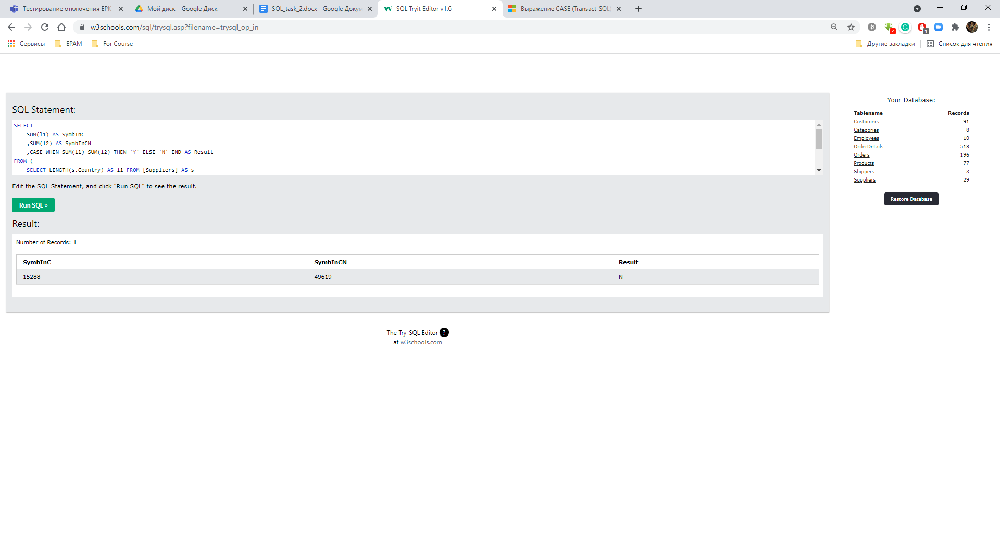 Тестирование отключения ЕРК
Мой диск – Google Диск
SQL_task_2.docx - Google Докум
SQL Tryit Editor v1.6
Выражение CASE (Transact-SQL)
w3schools.com/sql/trysql.asp?filename=trysql_op_in
Сервисы
EPAM
For Course
Другие закладки
Список для чтения
SQL Statement:
SELECT
SUM(l1) AS SymbInC
,SUM(l2) AS SymbInCN
,CASE WHEN SUM(l1)=SUM(l2) THEN 'Y' ELSE 'N' END AS Result
FROM (
SELECT LENGTH(s.Country) AS l1 FROM [Suppliers] AS s
Edit the SQL Statement, and click "Run SQL" to see the result.
Run SQL »
Result:
Number of Records: 1
SymbInC SymbInCN Result
15288 49619 N
The Try-SQL Editor ?
at w3schools.com
Your Database:
Tablename Records
Customers 91
Categories 8
Employees 10
OrderDetails 518
Orders 196
Products 77
Shippers 3
Suppliers 29
Restore Database